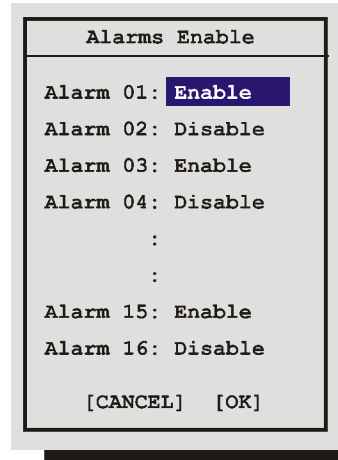 Alarms Enable
Alarm 01: Enable
Alarm 02: Disable
Alarm 03: Enable
Alarm 04: Disable
:
:
Alarm 15: Enable
Alarm 16: Disable
[CANCEL] [OK]